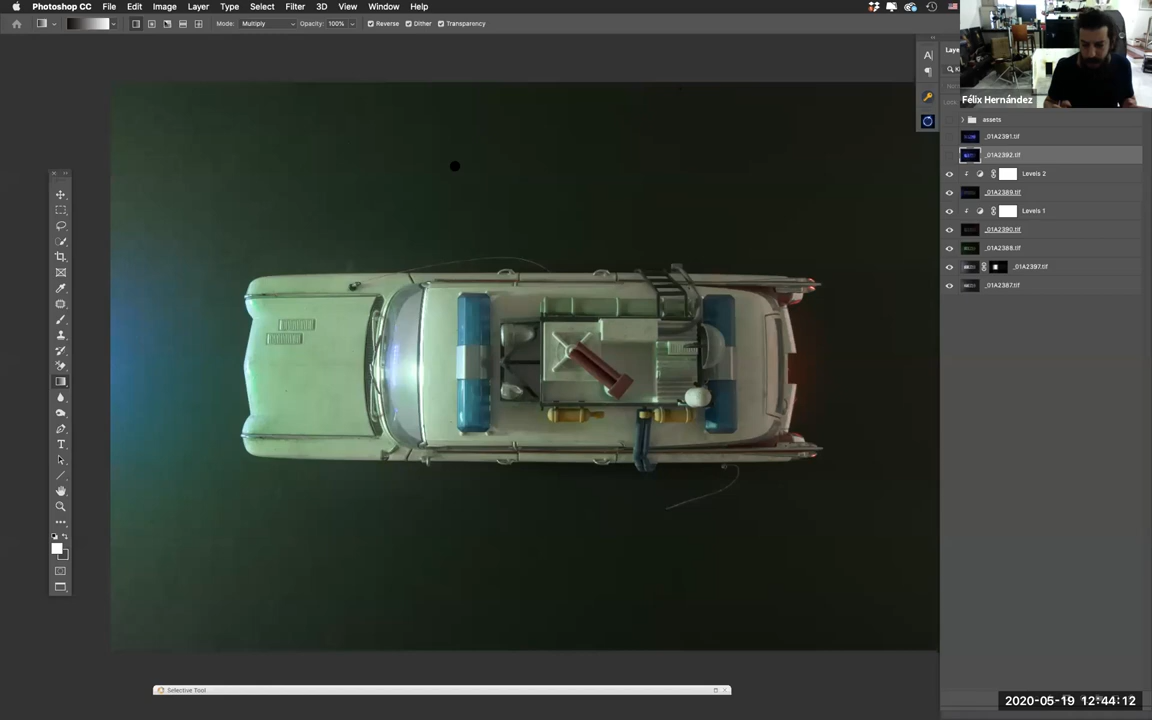 Photoshop CC File Edit Image Layer Type Select Filter 3D View Window Help
Mode: Multiply Opacity: 100% Reverse Dither Transparency
Félix Hernández
assets
_01A2391.tif
_01A2392.tif
Levels 2
_01A2389.tif
Levels 1
_01A2390.tif
_01A2388.tif
_01A2397.tif
_01A2387.tif
Selective Tool
2020-05-19 12:44:12